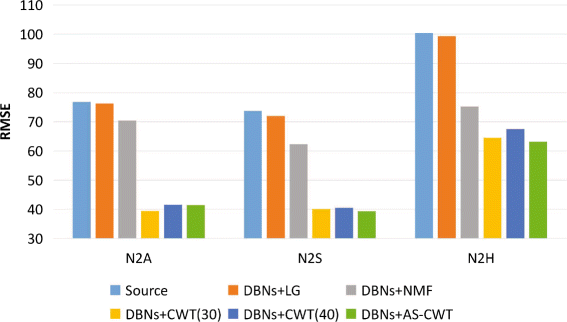 110
100
90
80
70
60
50
40
30
RMSE
N2A N2S N2H
Source DBNs+LG DBNs+NMF
DBNs+CWT(30) DBNs+CWT(40) DBNs+AS-CWT